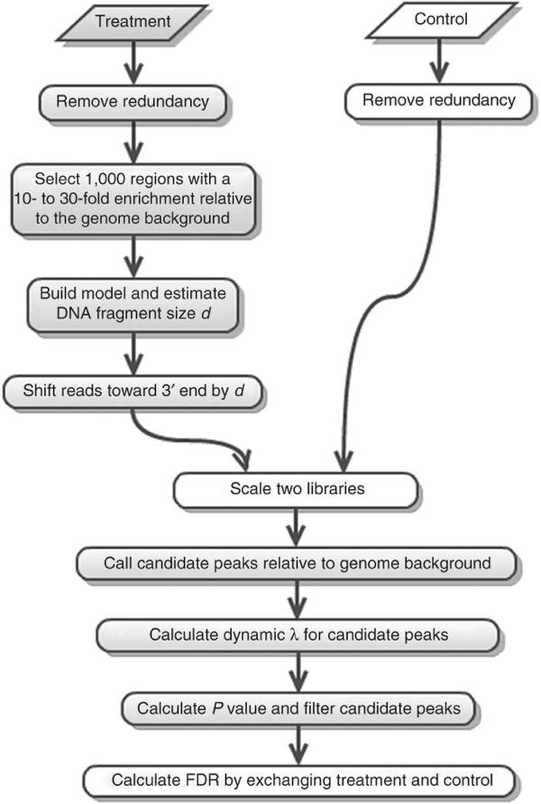 Treatment
Control
Remove redundancy
Remove redundancy
Select 1,000 regions with a
10- to 30-fold enrichment relative
to the genome background
Build model and estimate
DNA fragment size d
Shift reads toward 3′ end by d
Scale two libraries
Call candidate peaks relative to genome background
Calculate dynamic λ for candidate peaks
Calculate P value and filter candidate peaks
Calculate FDR by exchanging treatment and control